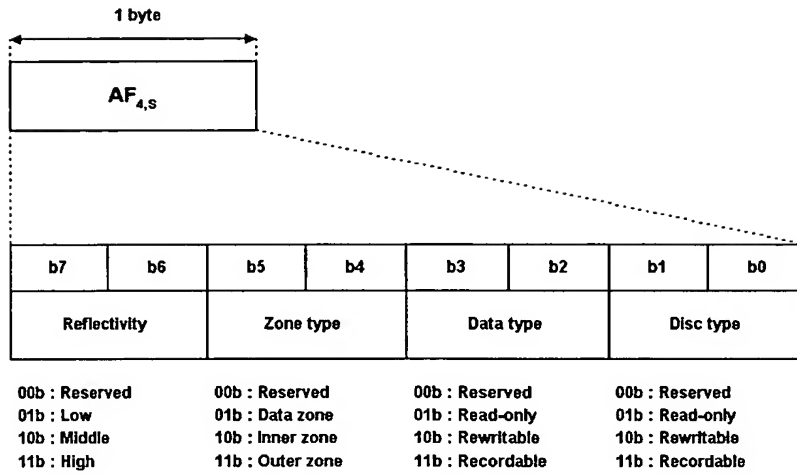 1 byte
AF4,S
b7 b6 b5 b4 b3 b2 b1 b0
Reflectivity Zone type Data type Disc type
00b : Reserved 00b : Reserved 00b : Reserved 00b : Reserved
01b : Low 01b : Data zone 01b : Read-only 01b : Read-only
10b : Middle 10b : Inner zone 10b : Rewritable 10b : Rewritable
11b : High 11b : Outer zone 11b : Recordable 11b : Recordable